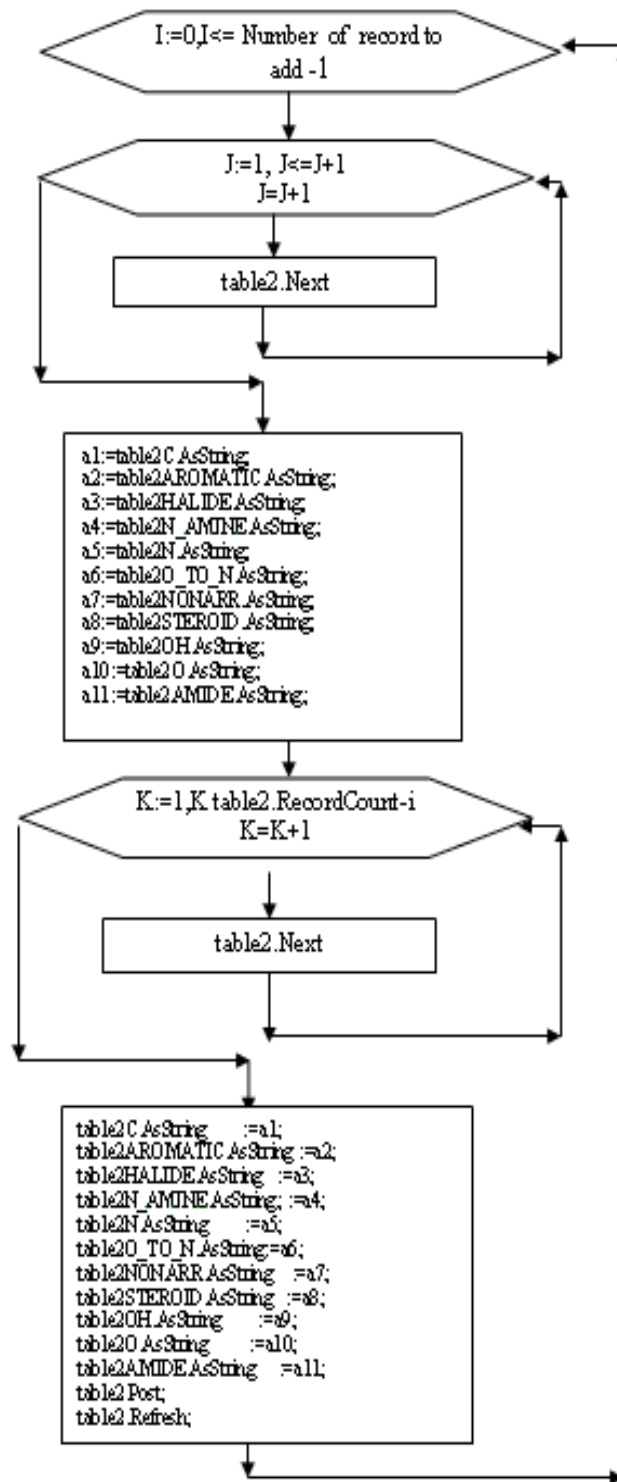 I:=0,I<= Number of record to
add -1
J:=1, J<=J+1
J=J+1
table2.Next
a1:=table2C.AsString;
a2:=table2AROMATIC.AsString;
a3:=table2HALIDE.AsString;
a4:=table2N_AMINE.AsString;
a5:=table2N.AsString;
a6:=table2O_TO_N.AsString;
a7:=table2NONARR.AsString;
a8:=table2STEROID.AsString;
a9:=table2OH.AsString;
a10:=table2O.AsString;
a11:=table2AMIDE.AsString;
K:=1,K table2.RecordCount-i
K=K+1
table2.Next
table2C.AsString :=a1;
table2AROMATIC.AsString :=a2;
table2HALIDE.AsString :=a3;
table2N_AMINE.AsString; :=a4;
table2N.AsString :=a5;
table2O_TO_N.AsString:=a6;
table2NONARR.AsString :=a7;
table2STEROID.AsString :=a8;
table2OH.AsString :=a9;
table2O.AsString :=a10;
table2AMIDE.AsString :=a11;
table2.Post;
table2.Refresh;